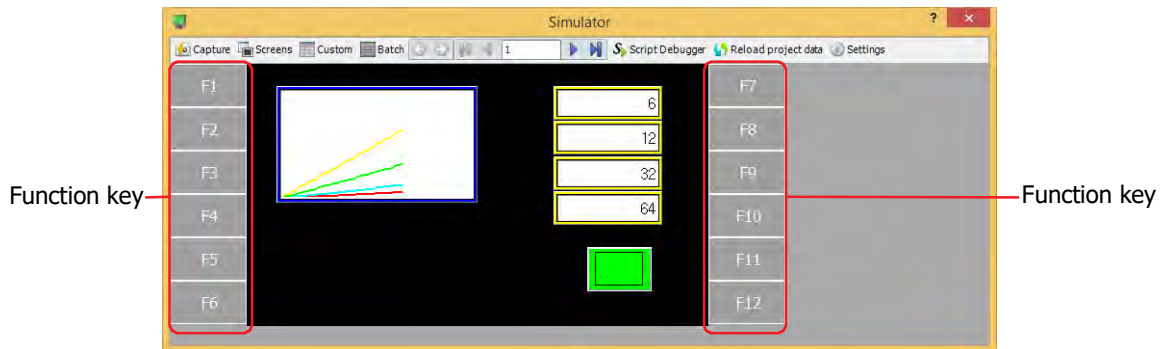 Simulator
?
Capture Screens Custom Batch 1 Script Debugger Reload project data Settings
F1
F2
F3
F4
F5
F6
Function key
6
12
32
64
F7
F8
F9
F10
F11
F12
Function key